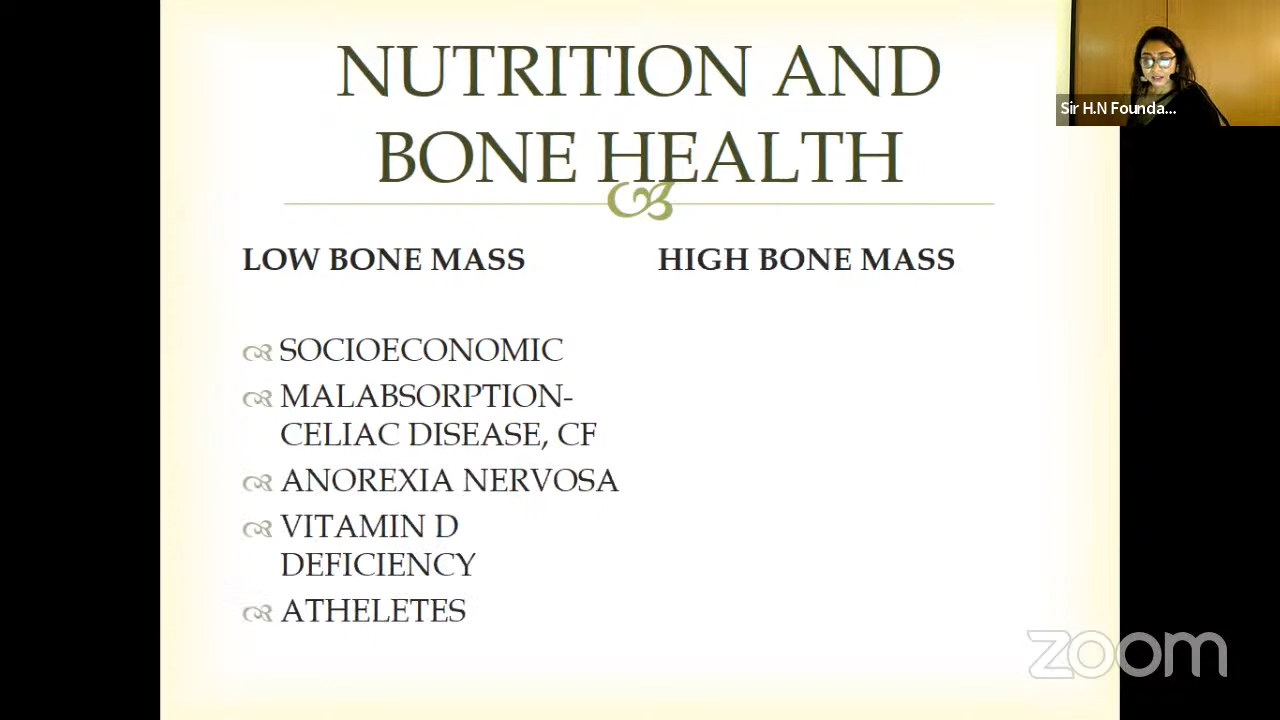 NUTRITION AND
BONE HEALTH
LOW BONE MASS
SOCIOECONOMIC
MALABSORPTION-
CELIAC DISEASE, CF
ANOREXIA NERVOSA
VITAMIN D
DEFICIENCY
ATHELETES
HIGH BONE MASS
Sir H.N Founda...
zoom